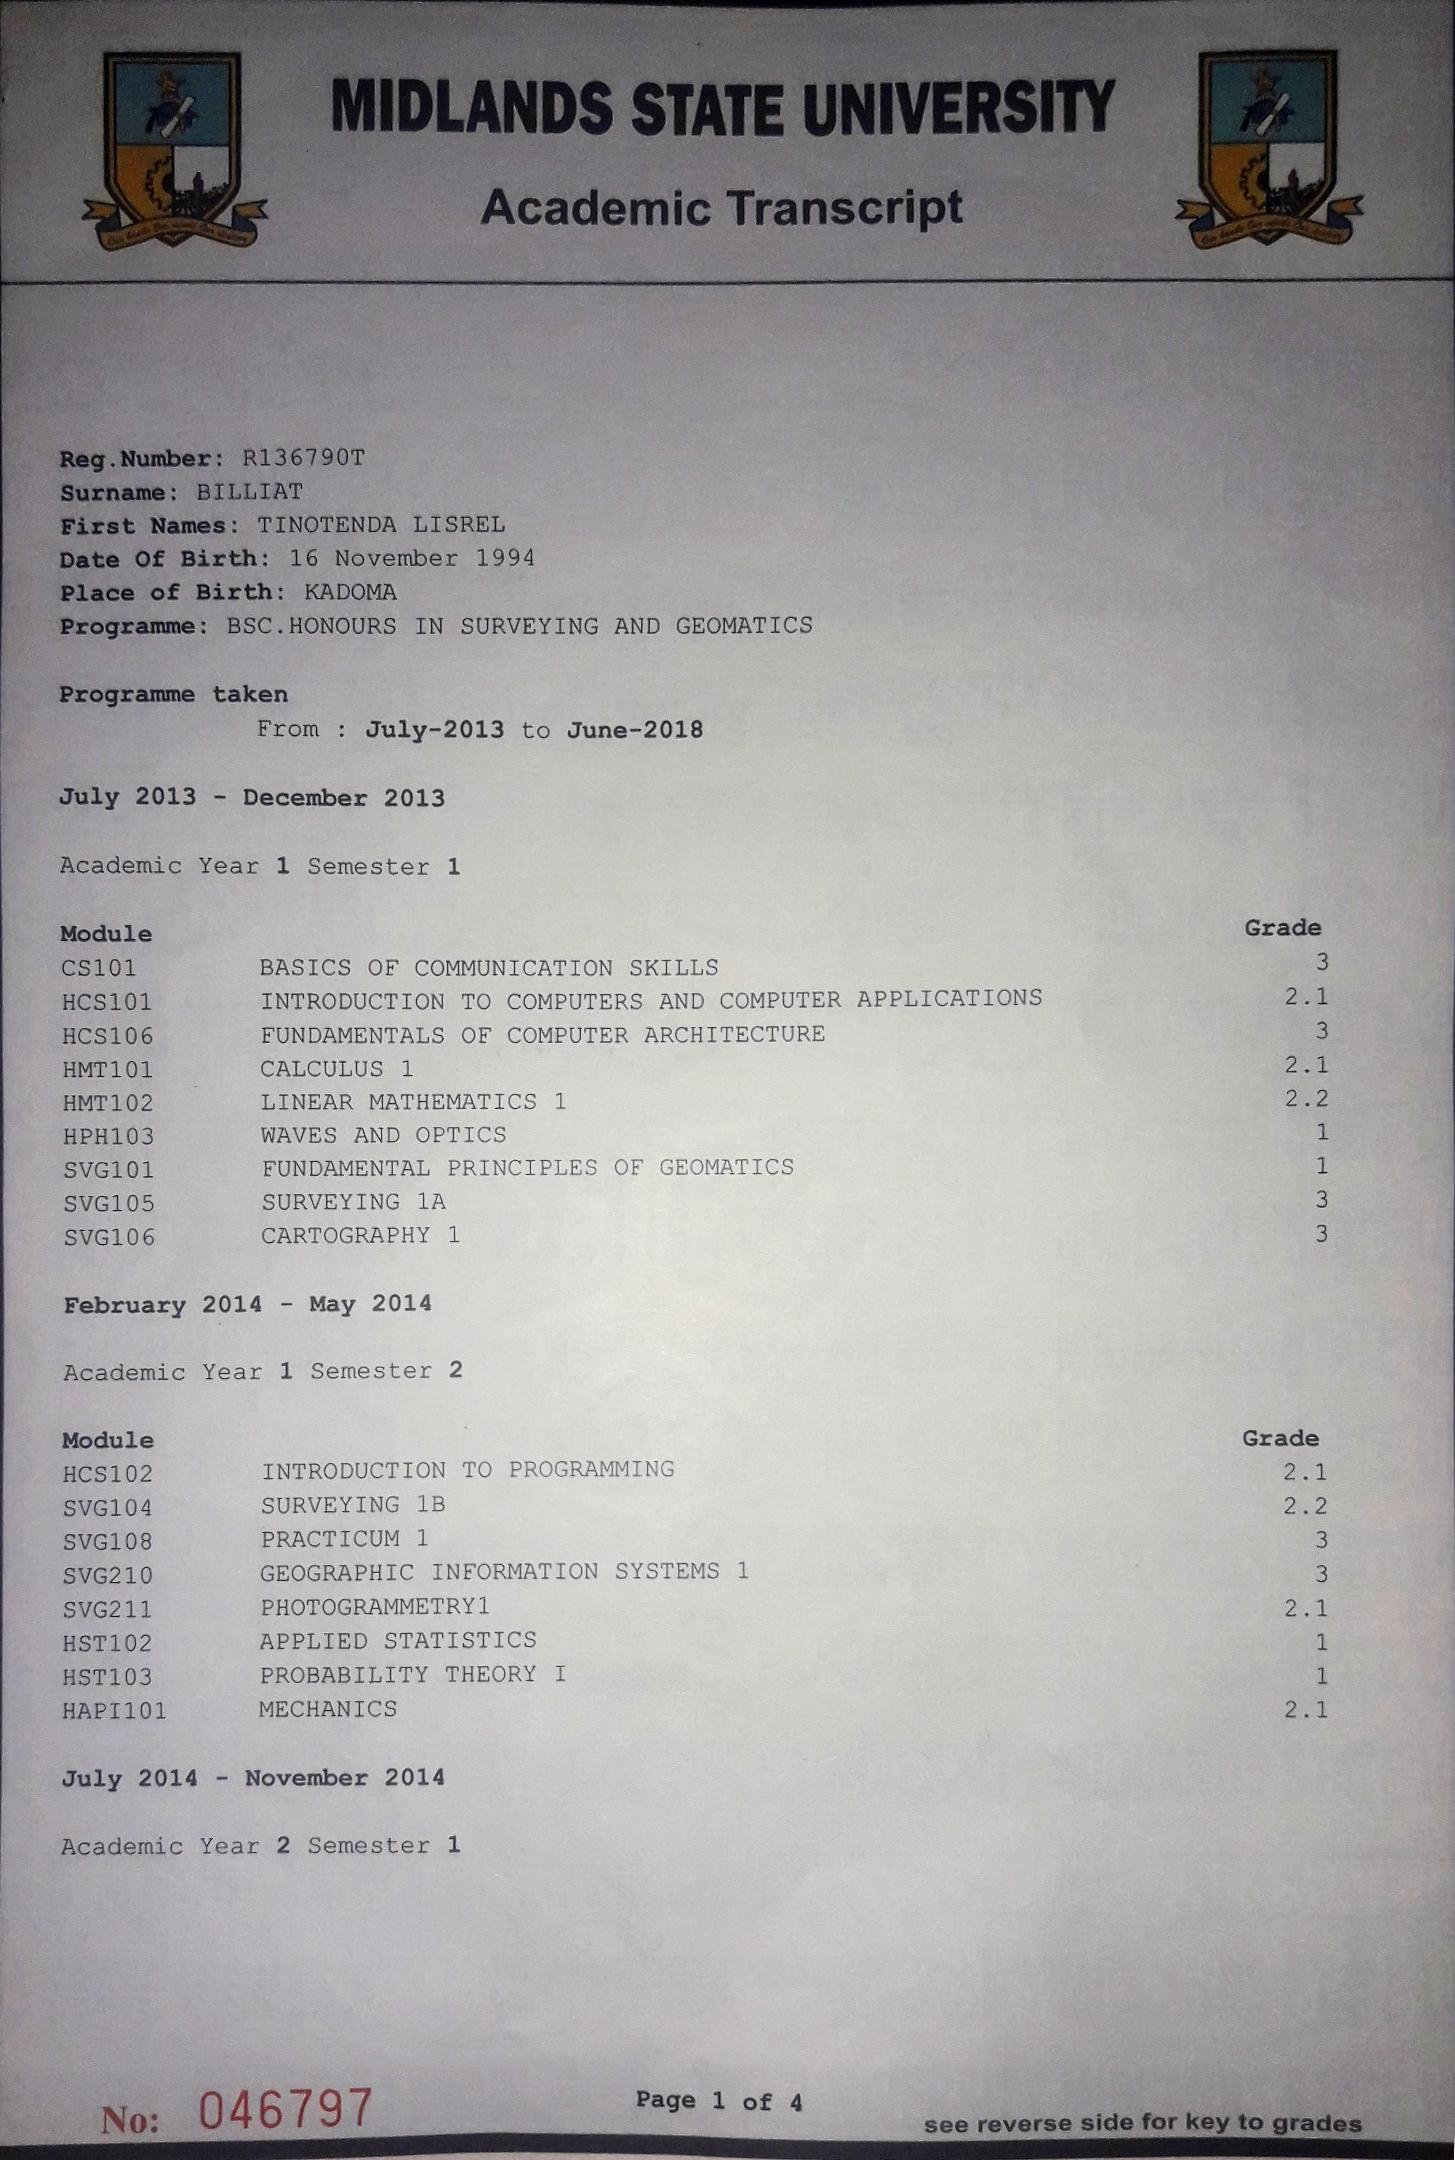 MIDLANDS STATE UNIVERSITY
Academic Transcript
Reg.Number: R136790T
Surname: BILLIAT
First Names: TINOTENDA LISREL
Date Of Birth: 16 November 1994
Place of Birth: KADOMA
Programme: BSC.HONOURS IN SURVEYING AND GEOMATICS
Programme taken
From : July-2013 to June-2018
July 2013 - December 2013
Academic Year 1 Semester 1
Module Grade
CS101 BASICS OF COMMUNICATION SKILLS 3
HCS101 INTRODUCTION TO COMPUTERS AND COMPUTER APPLICATIONS 2.1
HCS106 FUNDAMENTALS OF COMPUTER ARCHITECTURE 3
HMT101 CALCULUS 1 2.1
HMT102 LINEAR MATHEMATICS 1 2.2
HPH103 WAVES AND OPTICS 1
SVG101 FUNDAMENTAL PRINCIPLES OF GEOMATICS 1
SVG105 SURVEYING 1A 3
SVG106 CARTOGRAPHY 1 3
February 2014 - May 2014
Academic Year 1 Semester 2
Module Grade
HCS102 INTRODUCTION TO PROGRAMMING 2.1
SVG104 SURVEYING 1B 2.2
SVG108 PRACTICUM 1 3
SVG210 GEOGRAPHIC INFORMATION SYSTEMS 1 3
SVG211 PHOTOGRAMMETRY1 2.1
HST102 APPLIED STATISTICS 1
HST103 PROBABILITY THEORY I 1
HAPI101 MECHANICS 2.1
July 2014 - November 2014
Academic Year 2 Semester 1
No: 046797
Page 1 of 4
see reverse side for key to grades